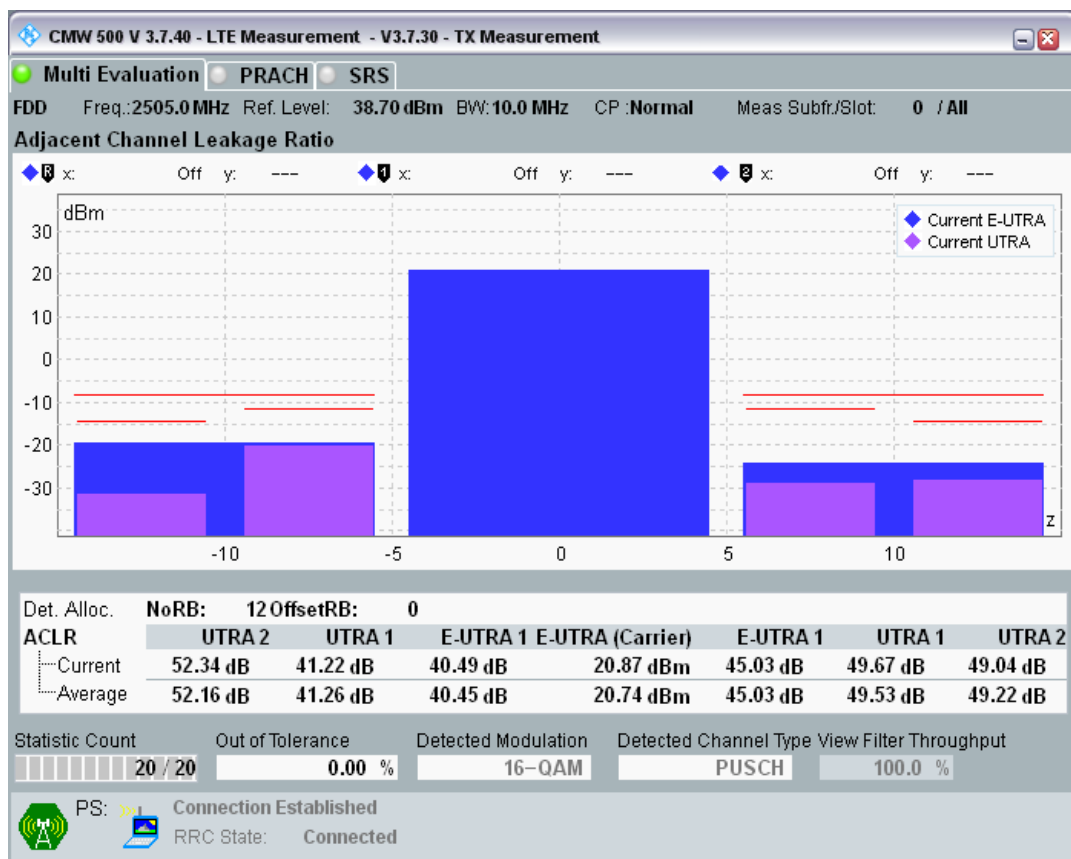 CMW 500 V 3.7.40 - LTE Measurement - V3.7.30 - TX Measurement
Multi Evaluation PRACH SRS
FDD Freq.:2505.0 MHz Ref. Level: 38.70 dBm BW:10.0 MHz CP :Normal Meas Subfr./Slot: 0 / All
Adjacent Channel Leakage Ratio
R x: Off y: --- 1 x: Off y: --- 2 x: Off y: ---
dBm
Current E-UTRA
Current UTRA
30
20
10
0
-10
-20
-30
z
-10 -5 0 5 10
Det. Alloc. NoRB: 12 OffsetRB: 0
ACLR UTRA 2 UTRA 1 E-UTRA 1 E-UTRA (Carrier) E-UTRA 1 UTRA 1 UTRA 2
Current 52.34 dB 41.22 dB 40.49 dB 20.87 dBm 45.03 dB 49.67 dB 49.04 dB
Average 52.16 dB 41.26 dB 40.45 dB 20.74 dBm 45.03 dB 49.53 dB 49.22 dB
Statistic Count Out of Tolerance Detected Modulation Detected Channel Type View Filter Throughput
20 / 20 0.00 % 16-QAM PUSCH 100.0 %
PS: Connection Established
RRC State: Connected